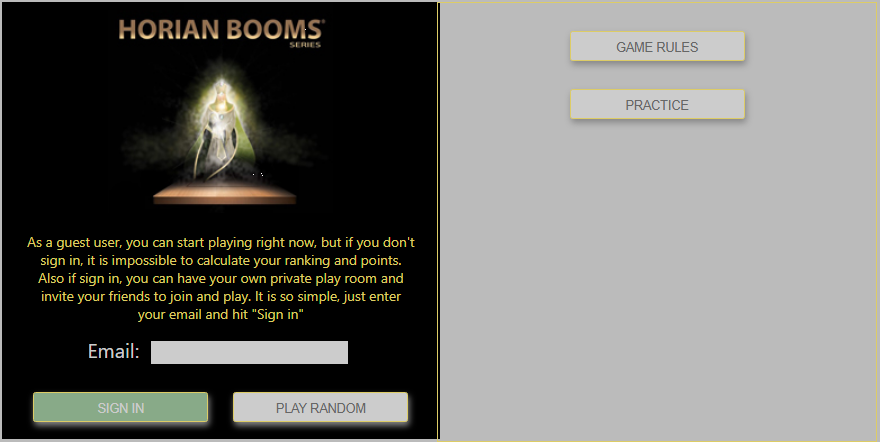 HORIAN BOOMS
SERIES
As a guest user, you can start playing right now, but if you don't
sign in, it is impossible to calculate your ranking and points.
Also if sign in, you can have your own private play room and
invite your friends to join and play. It is so simple, just enter
your email and hit "Sign in"
Email:
SIGN IN
PLAY RANDOM
GAME RULES
PRACTICE